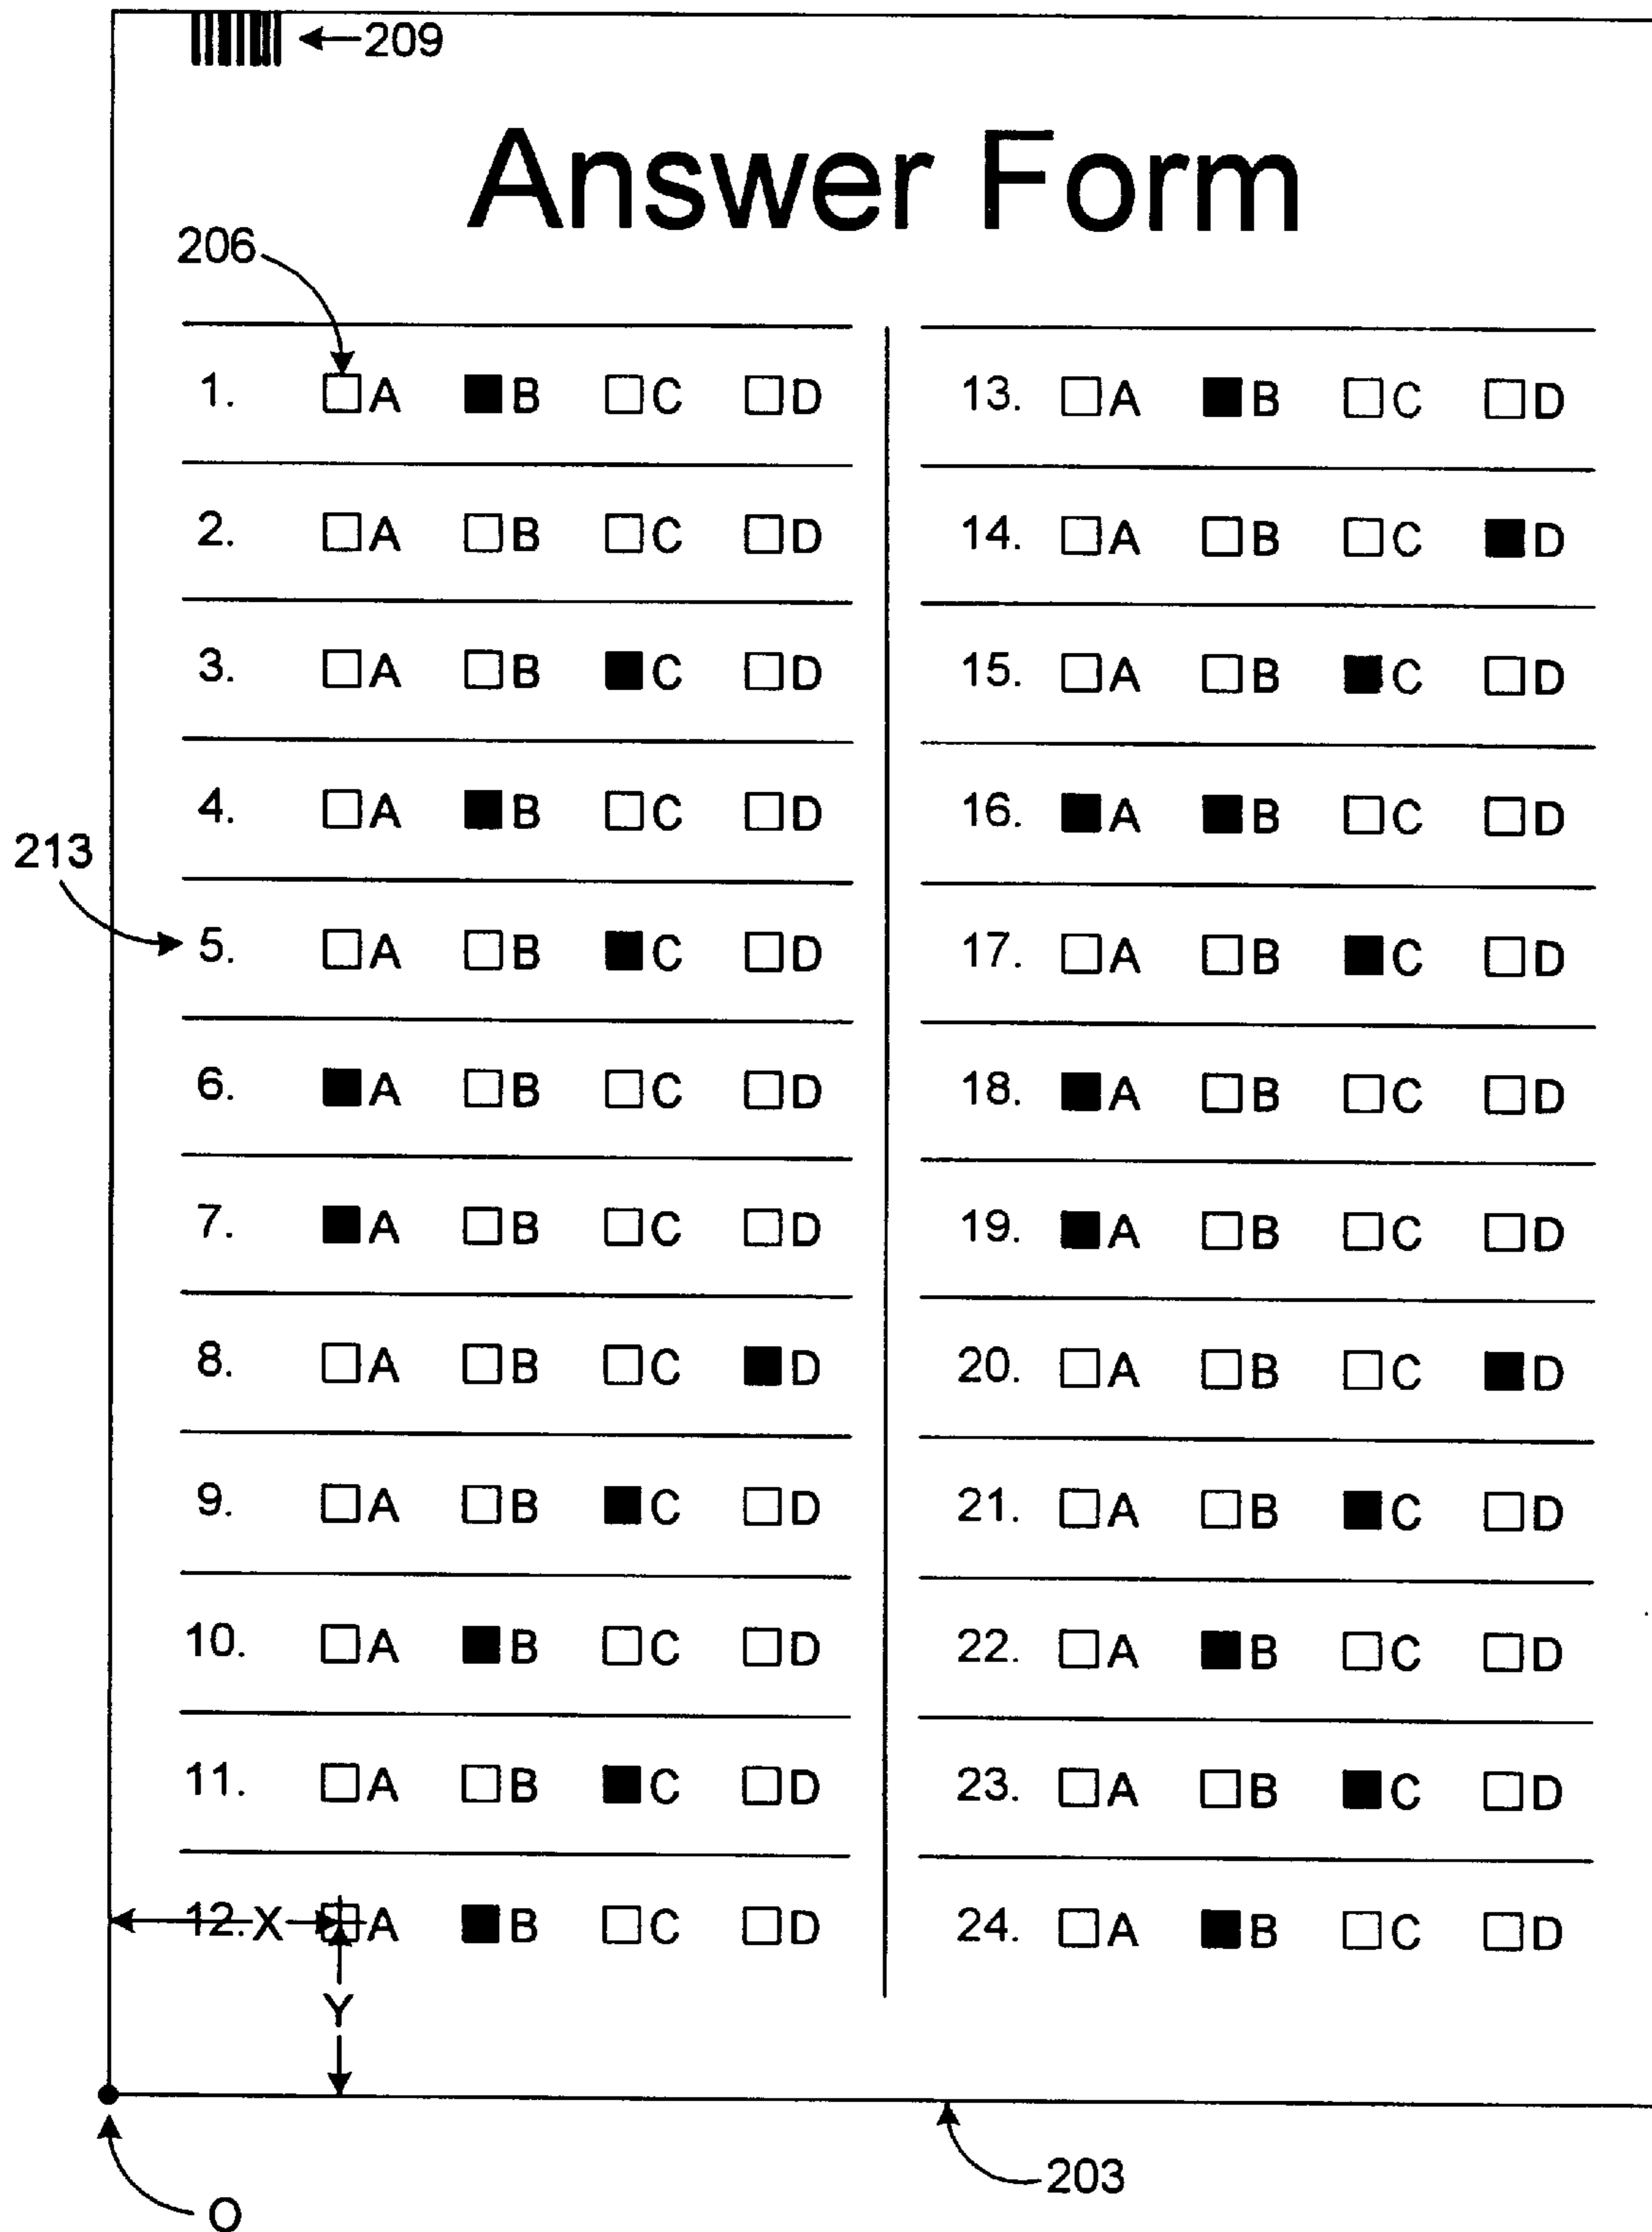 209
Answer Form
206
1. A B C D
2. A B C D
3. A B C D
4. A B C D
213
5. A B C D
6. A B C D
7. A B C D
8. A B C D
9. A B C D
10. A B C D
11. A B C D
12. X A B C D
Y
13. A B C D
14. A B C D
15. A B C D
16. A B C D
17. A B C D
18. A B C D
19. A B C D
20. A B C D
21. A B C D
22. A B C D
23. A B C D
24. A B C D
203
O